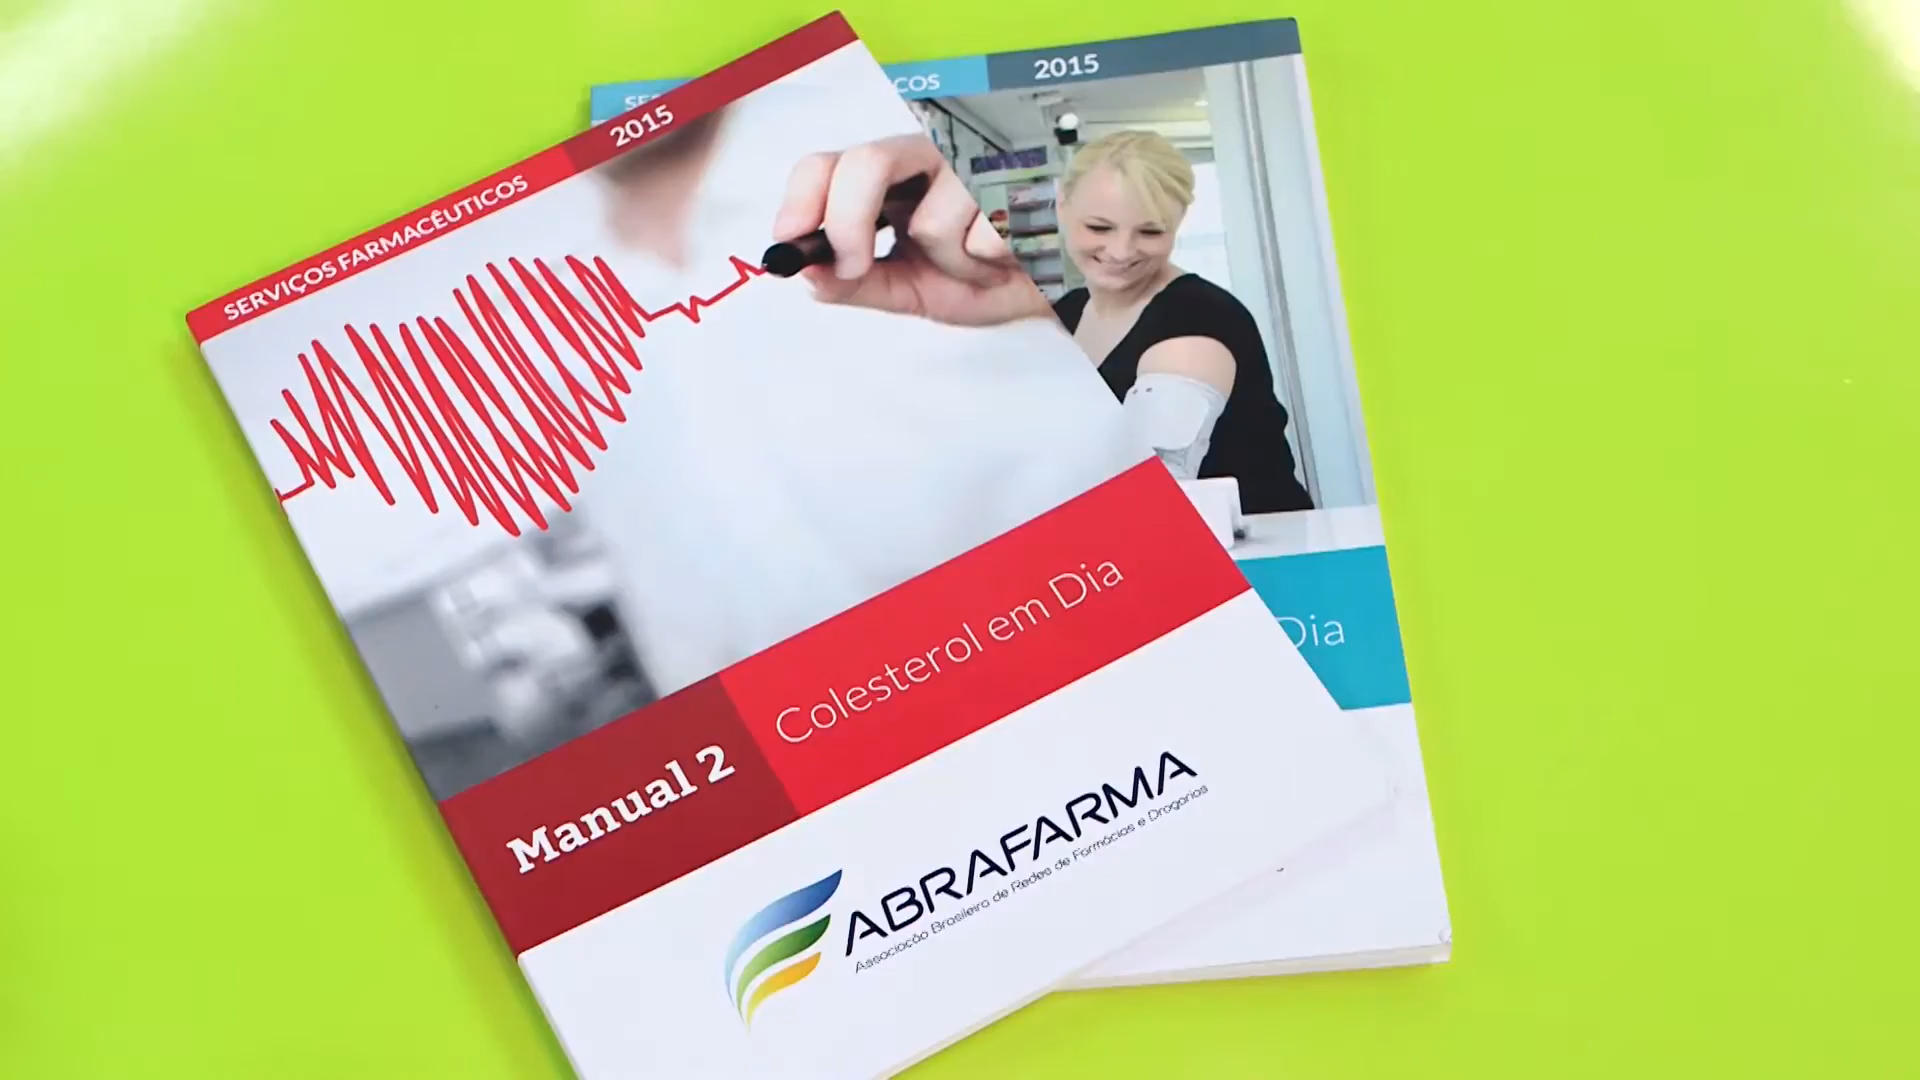 SERVIÇOS FARMACÊUTICOS 2015
Manual 2 Colesterol em Dia
ABRAFARMA
Associação Brasileira de Redes de Farmácias e Drogarias
2015
Dia